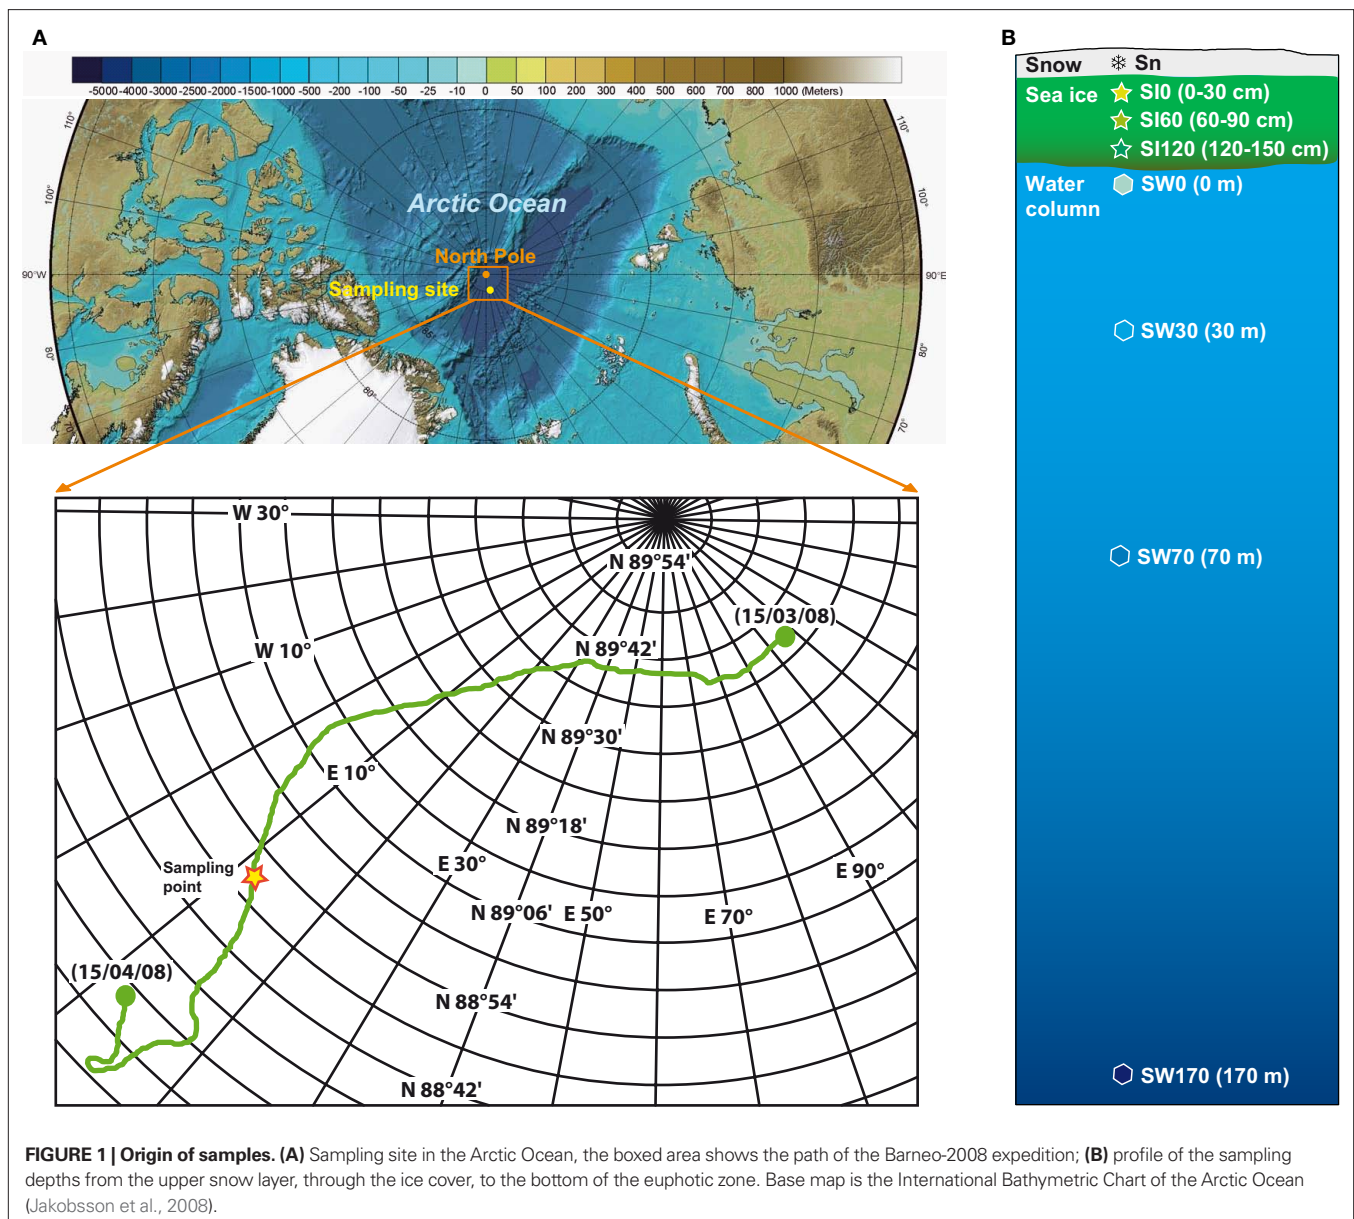 A
-5000 -4000 -3000 -2000 -1500 -1000 -500 -200 -100 -50 -25 -10 0 50 100 200 300 400 500 600 700 800 1000 (Meters)
110°
110°
100°
100°
Arctic Ocean
North Pole
90°W
90°E
Sampling site
80°
80°
80°
70°
W 30°
N 89°54'
(15/03/08)
W 10°
N 89°42'
N 89°30'
E 10°
N 89°18'
Sampling
point
E 30°
E 90°
N 89°06'
E 50°
E 70°
(15/04/08)
N 88°54'
N 88°42'
B
Snow
Sn
Sea ice
SI0 (0-30 cm)
SI60 (60-90 cm)
SI120 (120-150 cm)
Water
column
SW0 (0 m)
SW30 (30 m)
SW70 (70 m)
SW170 (170 m)
FIGURE 1 | Origin of samples. (A) Sampling site in the Arctic Ocean, the boxed area shows the path of the Barneo-2008 expedition; (B) profile of the sampling
depths from the upper snow layer, through the ice cover, to the bottom of the euphotic zone. Base map is the International Bathymetric Chart of the Arctic Ocean
(Jakobsson et al., 2008).